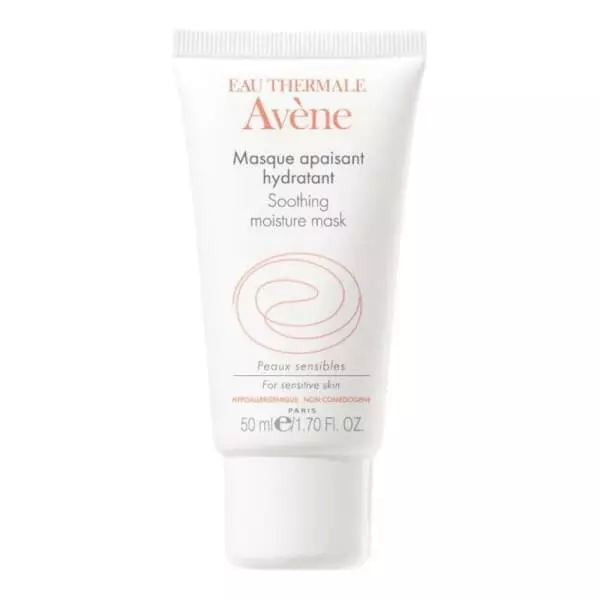 EAU THERMALE
Avène
Masque apaisant
hydratant
Soothing
moisture mask
Peaux sensibles
For sensitive skin
HYPOALLERGÉNIQUE - NON COMÉDOGÈNE
PARIS
50 ml ℮/1.70 FL. OZ.